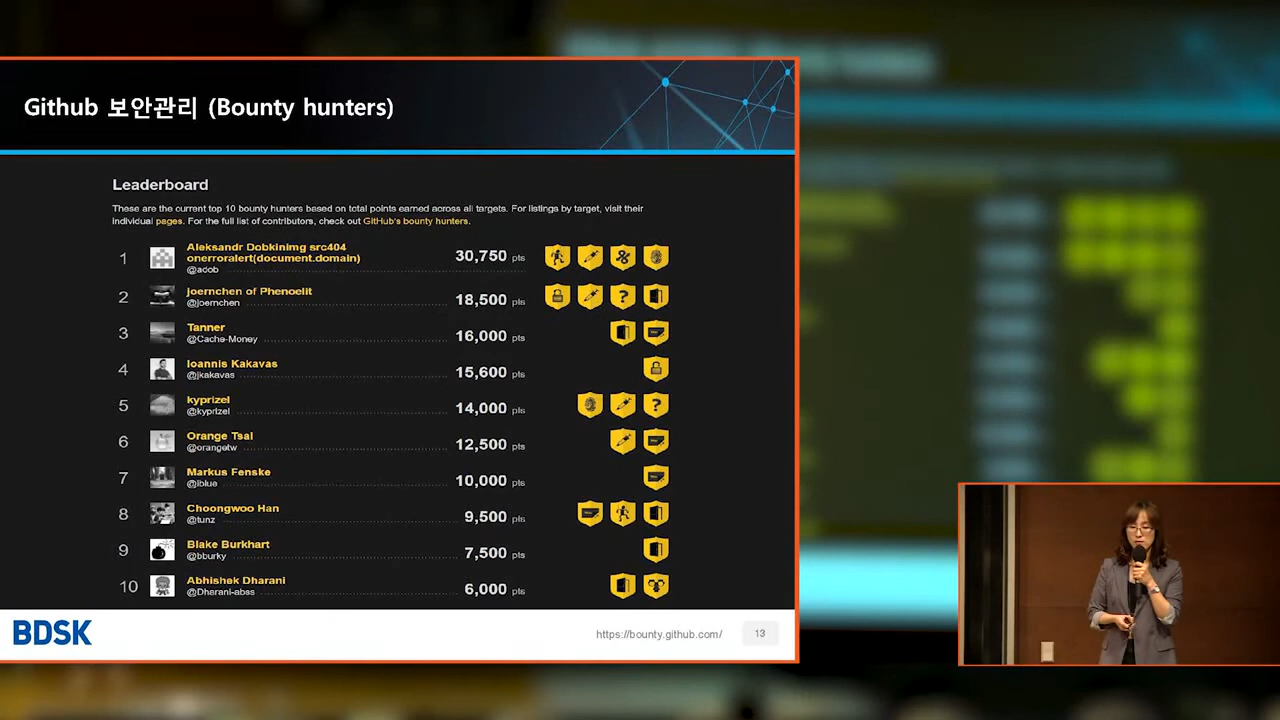 Github 보안관리 (Bounty hunters)
Leaderboard
These are the current top 10 bounty hunters based on total points earned across all targets. For listings by target, visit their
individual pages. For the full list of contributors, check out GitHub's bounty hunters.
1 Aleksandr Dobkinimg src404
onerroralert(document.domain) 30,750 pts
@adob
2 joernchen of Phenoelit 18,500 pts
@joernchen
3 Tanner 16,000 pts
@Cache-Money
4 Ioannis Kakavas 15,600 pts
@jkakavas
5 kyprizel 14,000 pts
@kyprizel
6 Orange Tsai 12,500 pts
@orangetw
7 Markus Fenske 10,000 pts
@iblue
8 Choongwoo Han 9,500 pts
@tunz
9 Blake Burkhart 7,500 pts
@bburky
10 Abhishek Dharani 6,000 pts
@Dharani-abss
BDSK https://bounty.github.com/ 13